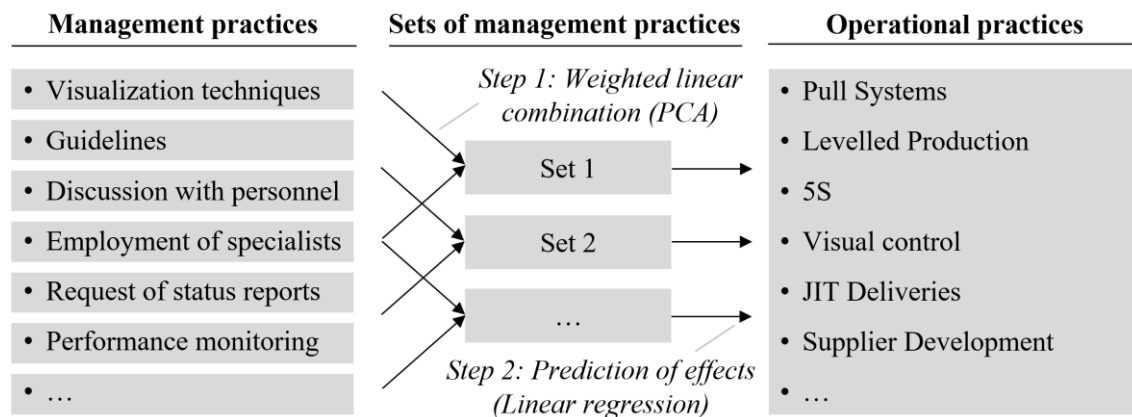 Management practices
• Visualization techniques
• Guidelines
• Discussion with personnel
• Employment of specialists
• Request of status reports
• Performance monitoring
• …
Sets of management practices
Step 1: Weighted linear
combination (PCA)
Set 1
Set 2
…
Step 2: Prediction of effects
(Linear regression)
Operational practices
• Pull Systems
• Levelled Production
• 5S
• Visual control
• JIT Deliveries
• Supplier Development
• …